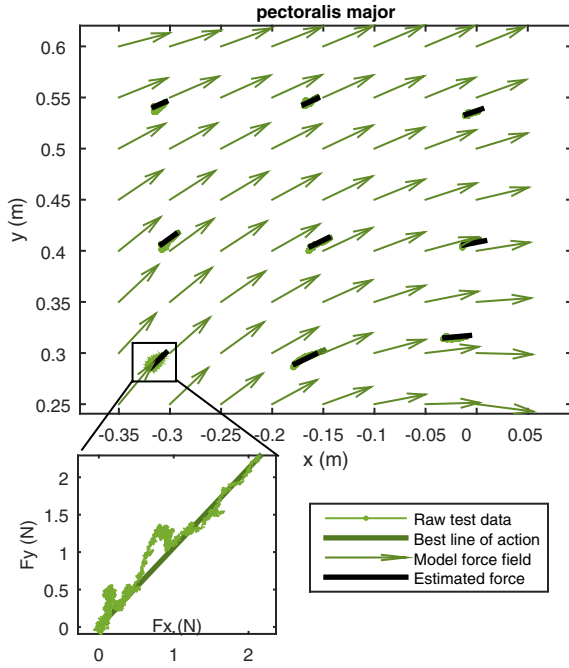 pectoralis major
0.6
0.55
0.5
0.45
0.4
0.35
0.3
0.25
y (m)
-0.35 -0.3 -0.25 -0.2 -0.15 -0.1 -0.05 0 0.05
x (m)
2
1.5
1
0.5
0
Fy (N)
Fx (N)
0 1 2
Raw test data
Best line of action
Model force field
Estimated force